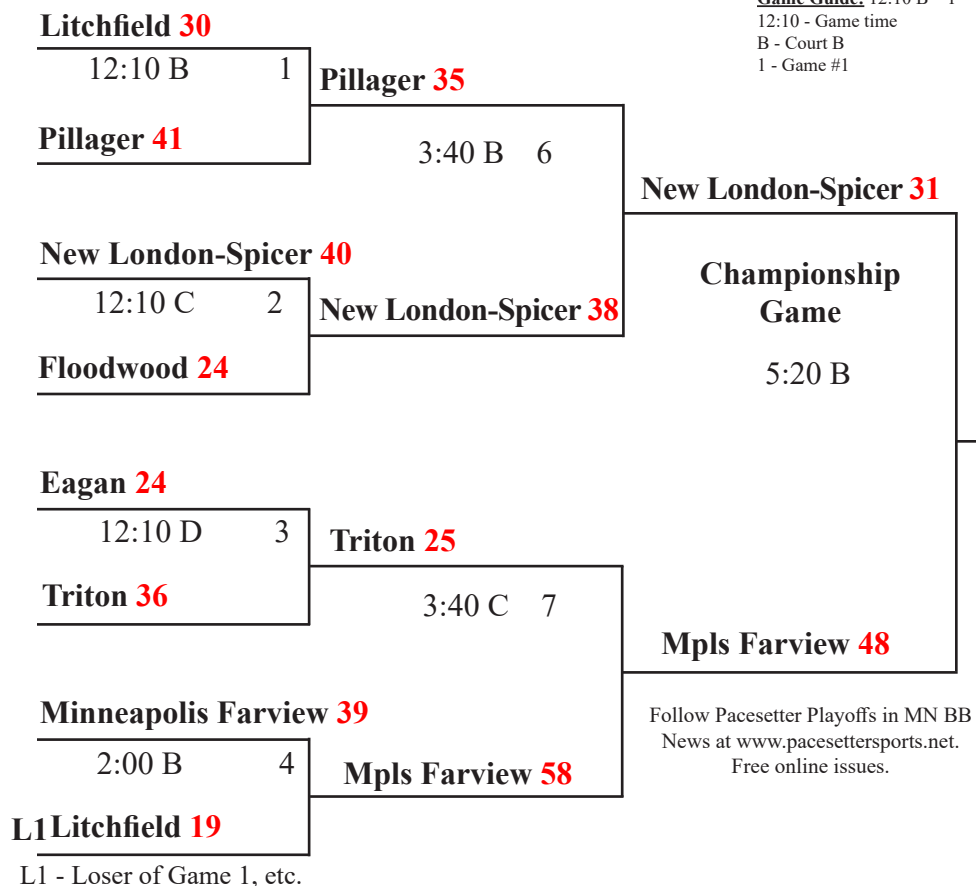 Game Guide: 12:10 B
12:10 - Game time
B - Court B
1 - Game #1
Litchfield 30
12:10 B 1
Pillager 41
Pillager 35
3:40 B 6
New London-Spicer 40
12:10 C 2
Floodwood 24
New London-Spicer 38
New London-Spicer 31
Championship
Game
5:20 B
Eagan 24
12:10 D 3
Triton 36
Triton 25
3:40 C 7
Minneapolis Farview 39
2:00 B 4
L1 Litchfield 19
Mpls Farview 58
Mpls Farview 48
Follow Pacesetter Playoffs in MN BB
News at www.pacesettersports.net.
Free online issues.
L1 - Loser of Game 1, etc.